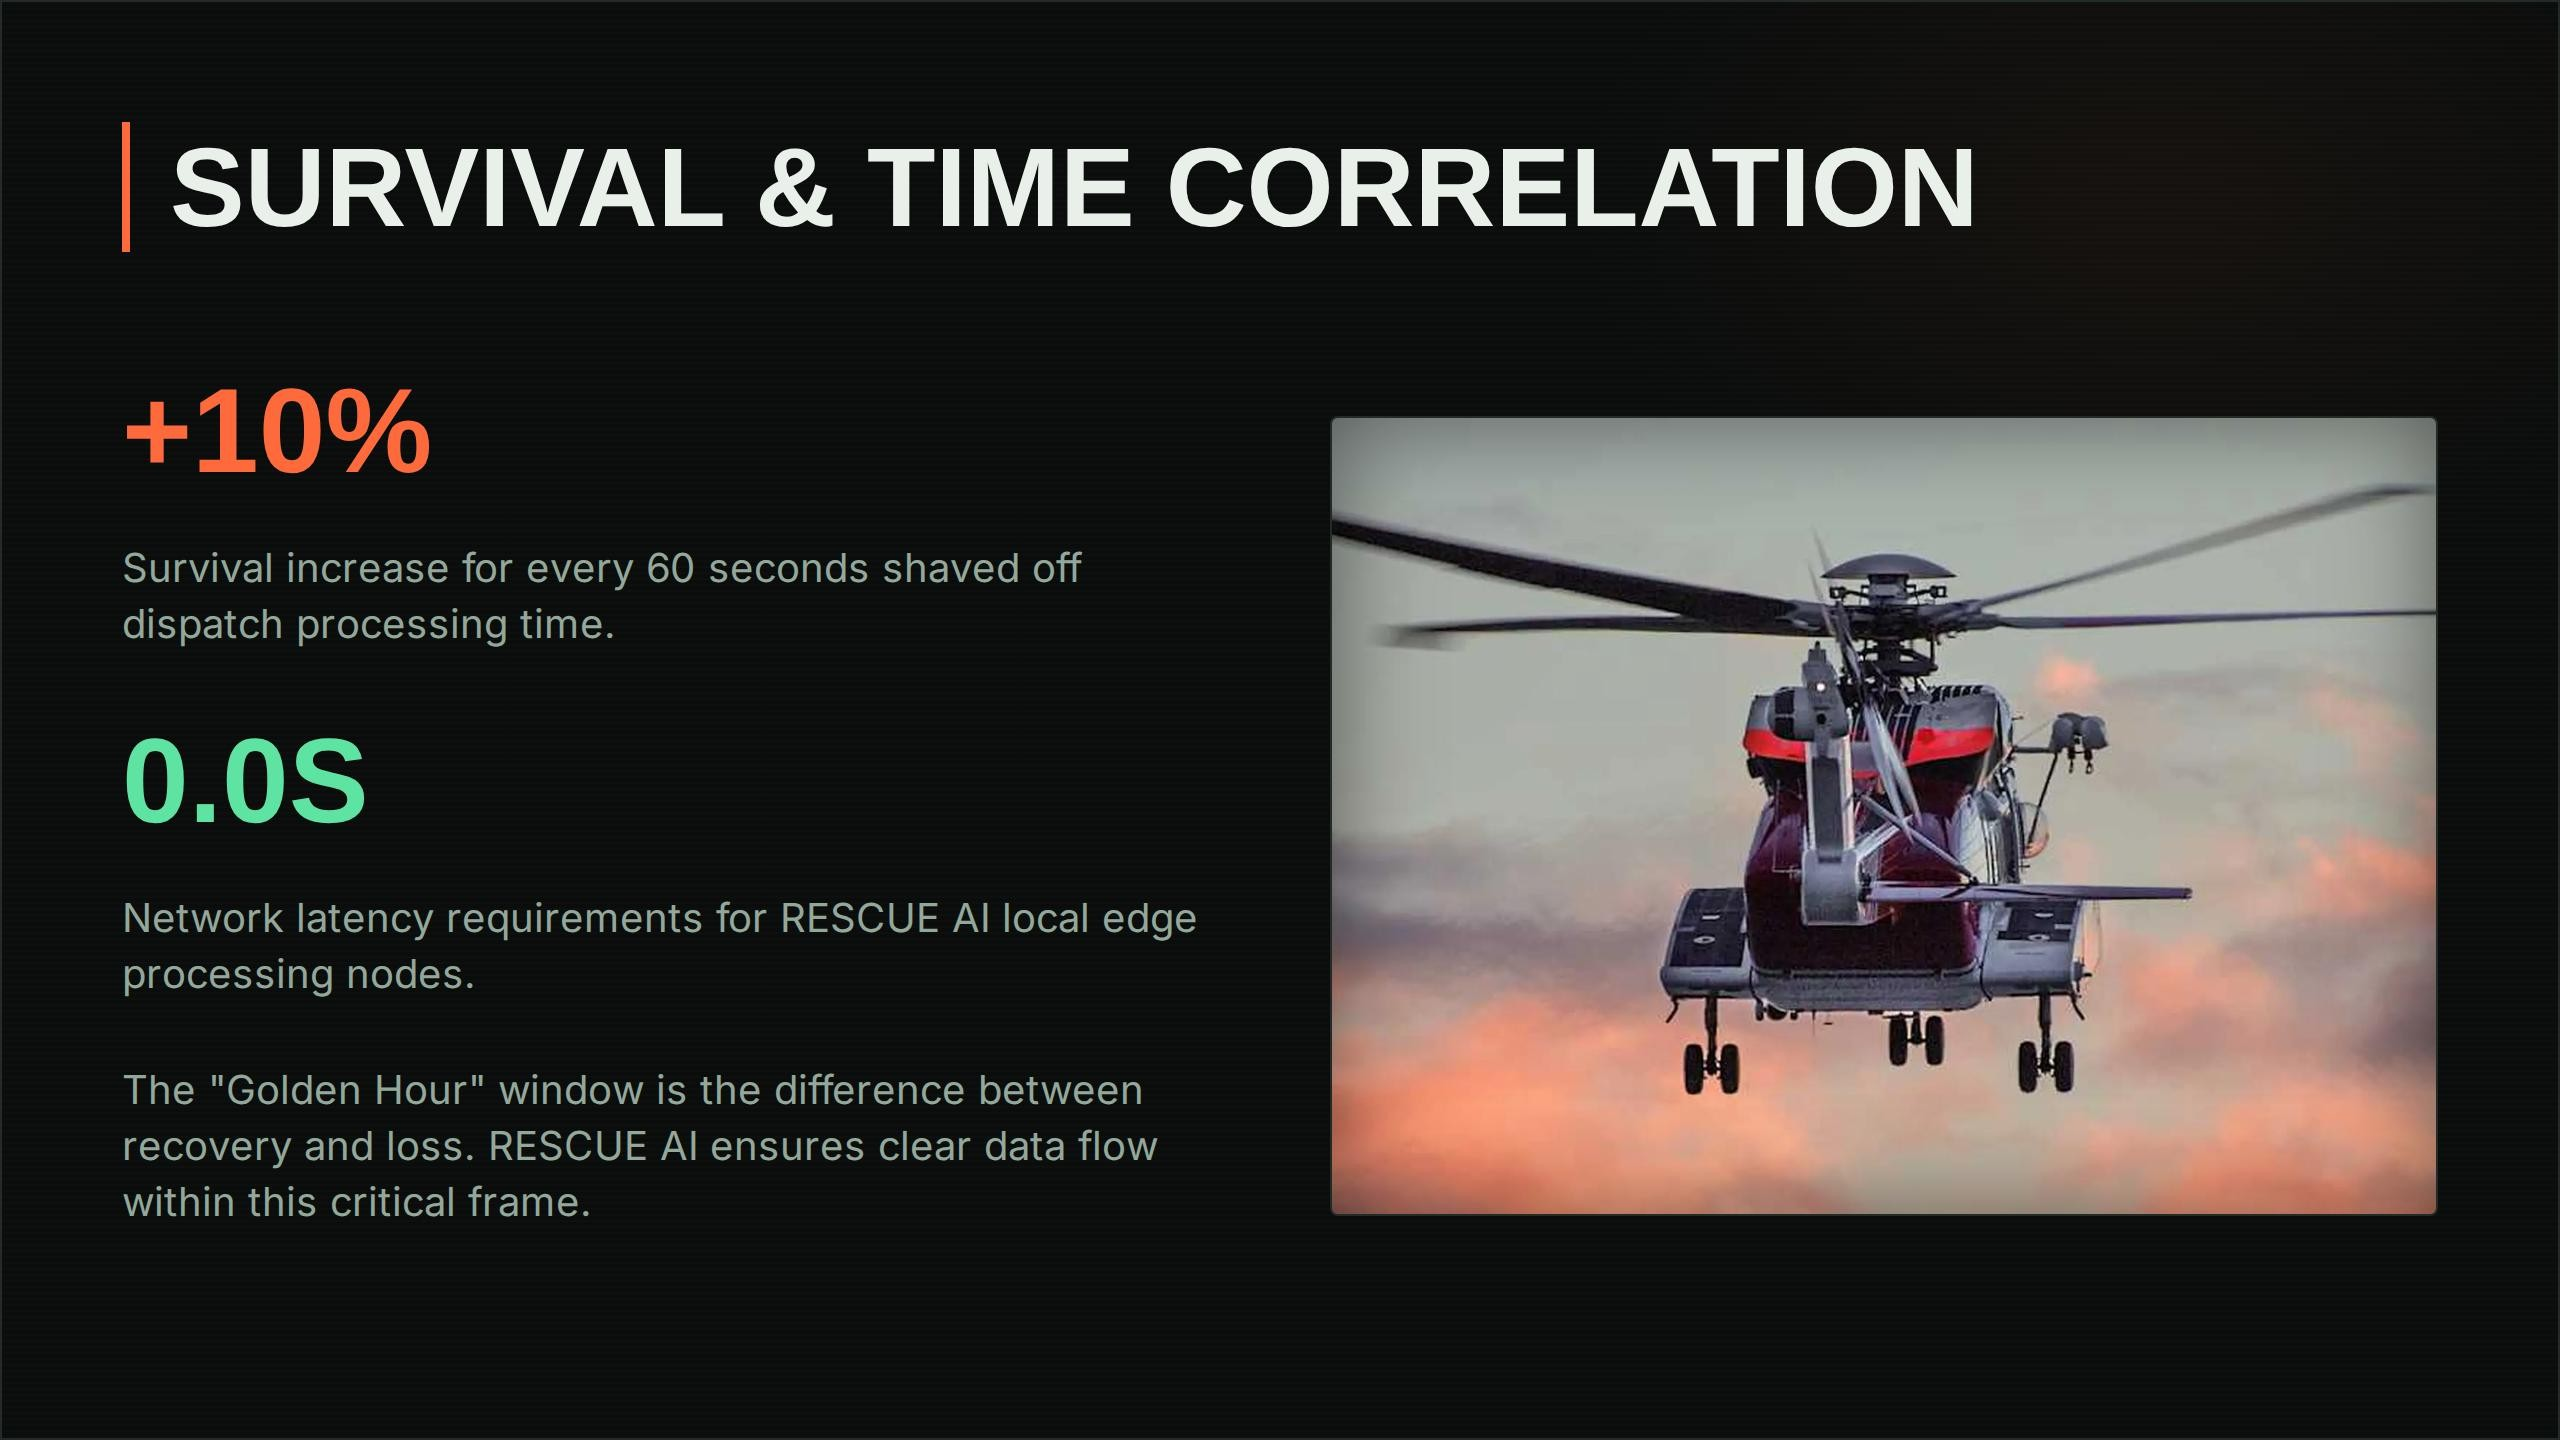 SURVIVAL & TIME CORRELATION
+10%
Survival increase for every 60 seconds shaved off
dispatch processing time.
0.0S
Network latency requirements for RESCUE AI local edge
processing nodes.
The "Golden Hour" window is the difference between
recovery and loss. RESCUE AI ensures clear data flow
within this critical frame.